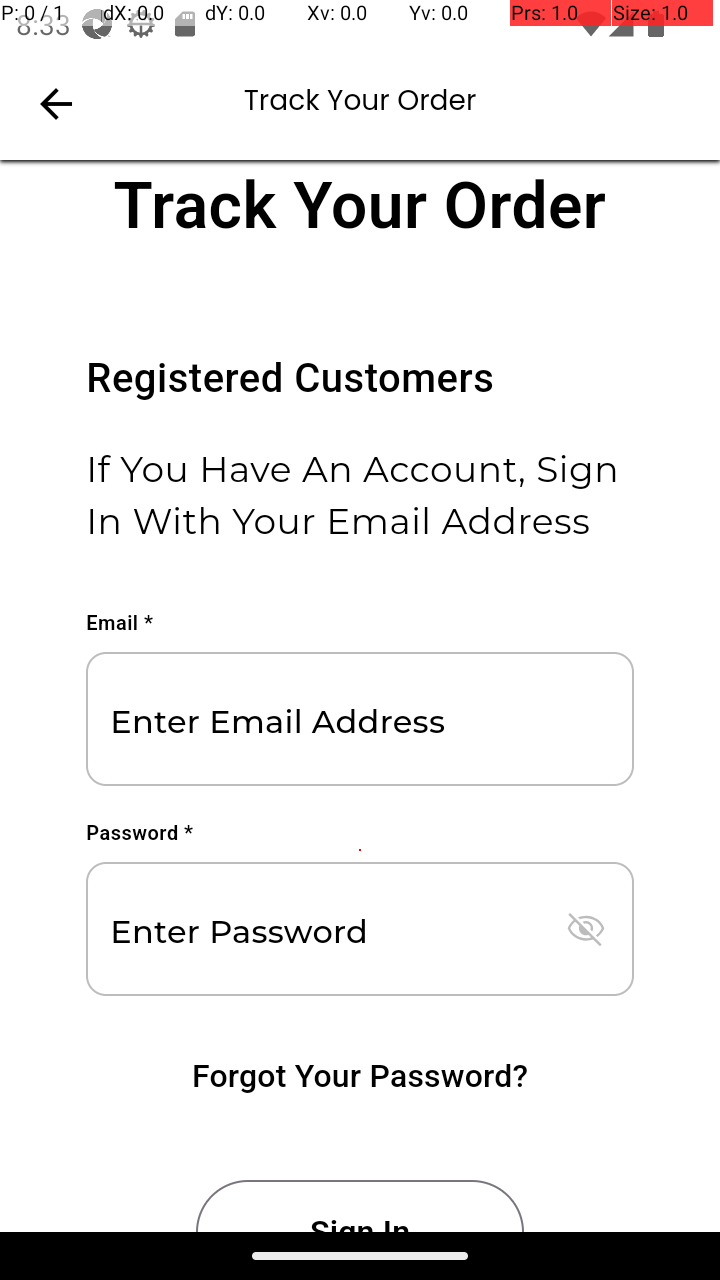 P: 0 / 1 dX: 0.0 dY: 0.0 Xv: 0.0 Yv: 0.0 Prs: 1.0 Size: 1.0
8:33
Track Your Order
Track Your Order
Registered Customers
If You Have An Account, Sign
In With Your Email Address
Email *
Enter Email Address
Password *
Enter Password
Forgot Your Password?
Sign In